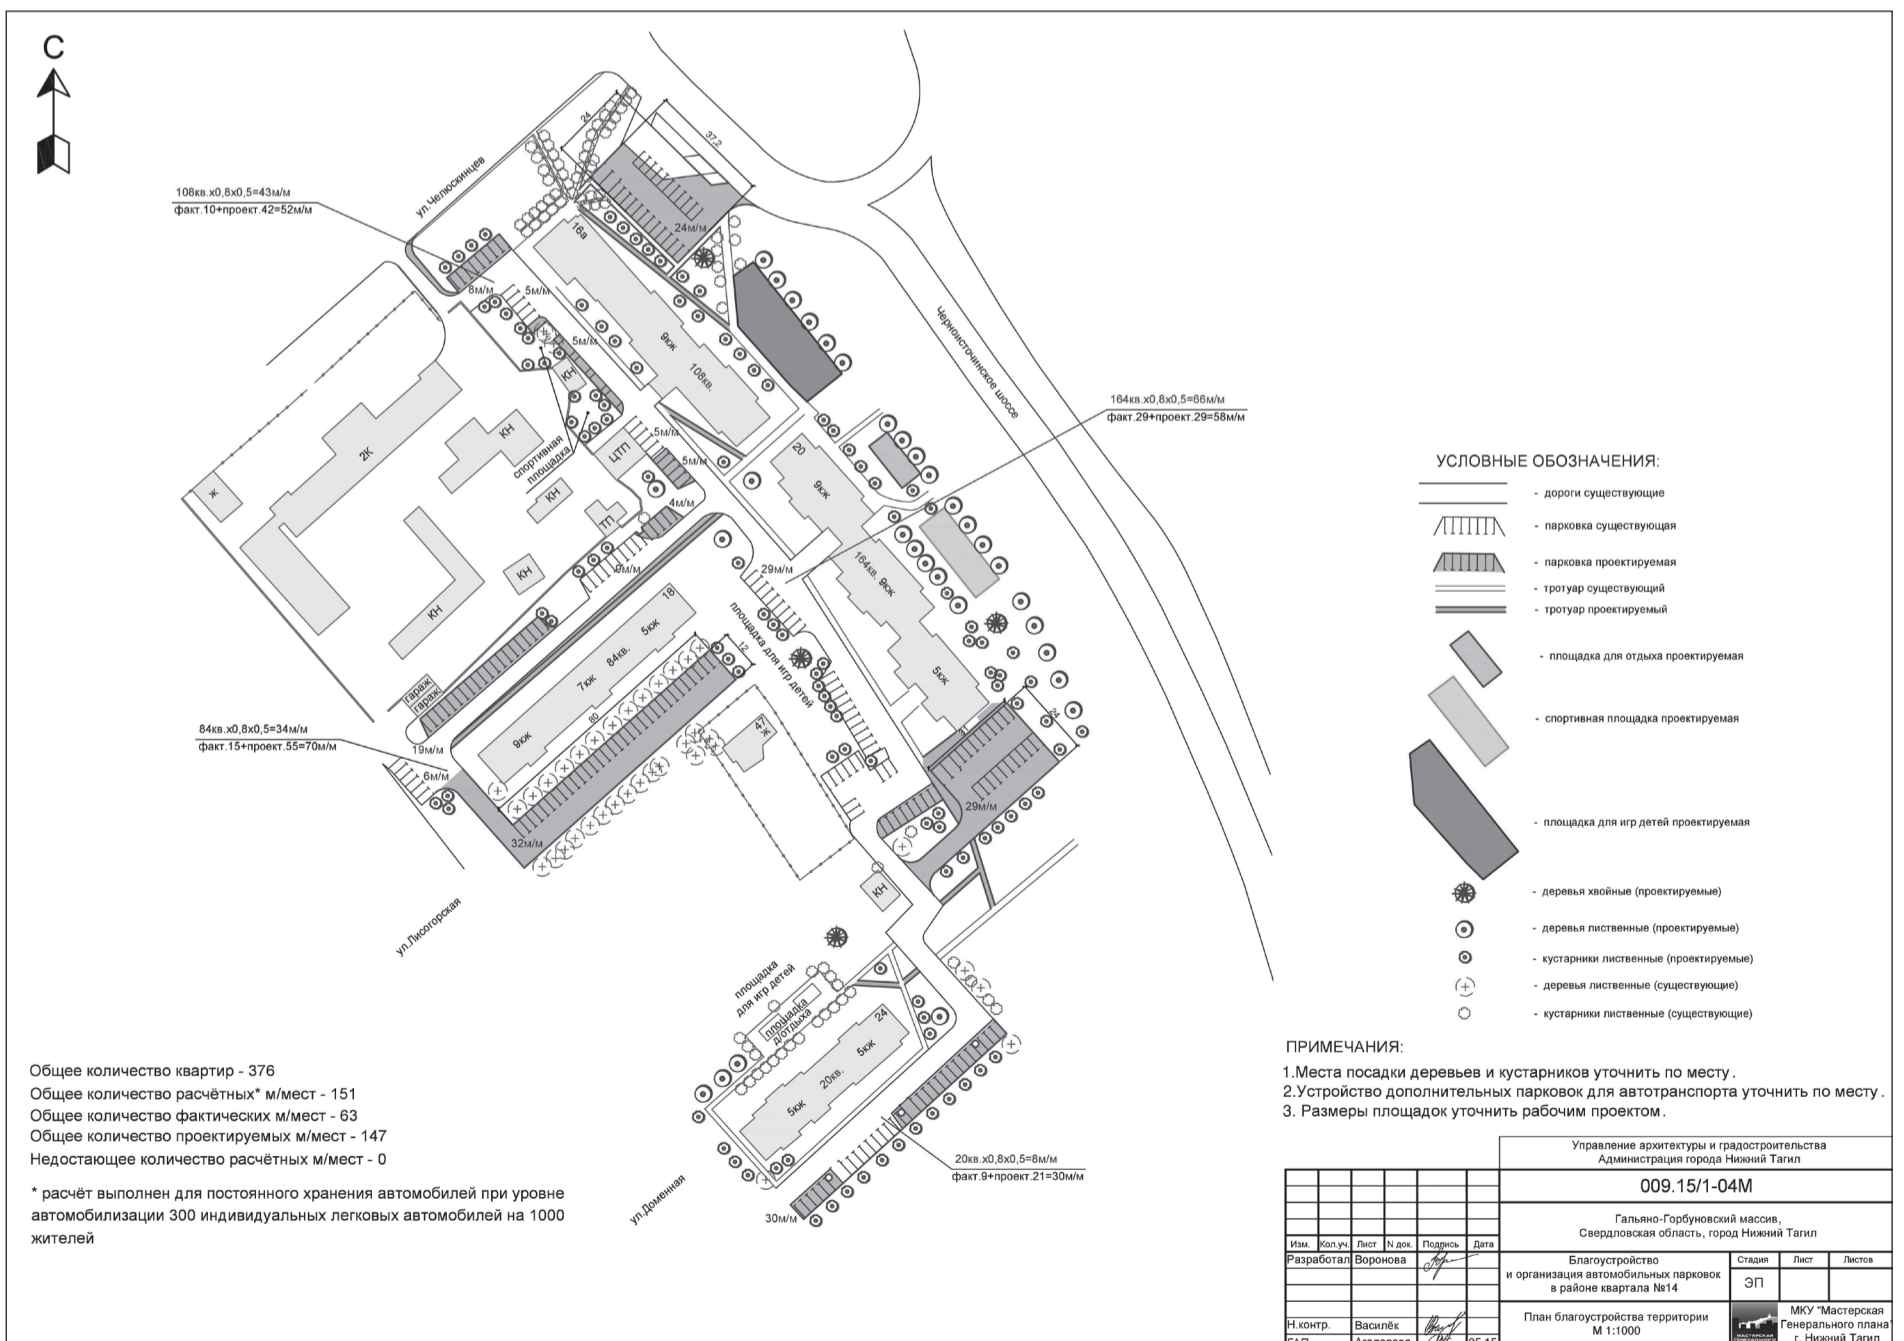 С
24
37,2
ул.Челюскинцев
108кв.х0,8х0,5=43м/м
факт.10+проект.42=52м/м
16а
24м/м
8м/м
5м/м
5м/м
9кж
108кв.
КН
Черноисточинское шоссе
164кв.х0,8х0,5=66м/м
факт.29+проект.29=58м/м
2К
КН
спортивная
площадка
ЦТП
5м/м
5м/м
20
9кж
Ж
КН
ТП
4м/м
КН
9м/м
29м/м
164кв. 9кж
КН
18
5кж
84кв.
7кж
9кж
80
12
площадка для игр детей
5кж
гараж
гараж
47
ж
24
31
84кв.х0,8х0,5=34м/м
факт.15+проект.55=70м/м
19м/м
6м/м
32м/м
29м/м
КН
ул.Лисогорская
площадка
для игр детей
площадка
д/отдыха
24
5кж
20кв.
5кж
20кв.х0,8х0,5=8м/м
факт.9+проект.21=30м/м
ул.Доменная
30м/м
УСЛОВНЫЕ ОБОЗНАЧЕНИЯ:
- дороги существующие
- парковка существующая
- парковка проектируемая
- тротуар существующий
- тротуар проектируемый
- площадка для отдыха проектируемая
- спортивная площадка проектируемая
- площадка для игр детей проектируемая
- деревья хвойные (проектируемые)
- деревья лиственные (проектируемые)
- кустарники лиственные (проектируемые)
- деревья лиственные (существующие)
- кустарники лиственные (существующие)
Общее количество квартир - 376
Общее количество расчётных* м/мест - 151
Общее количество фактических м/мест - 63
Общее количество проектируемых м/мест - 147
Недостающее количество расчётных м/мест - 0
* расчёт выполнен для постоянного хранения автомобилей при уровне
автомобилизации 300 индивидуальных легковых автомобилей на 1000
жителей
ПРИМЕЧАНИЯ:
1.Места посадки деревьев и кустарников уточнить по месту.
2.Устройство дополнительных парковок для автотранспорта уточнить по месту.
3. Размеры площадок уточнить рабочим проектом.
Управление архитектуры и градостроительства
Администрация города Нижний Тагил
009.15/1-04М
Гальяно-Горбуновский массив,
Свердловская область, город Нижний Тагил
Изм. Кол.уч. Лист N док. Подпись Дата
Разработал Воронова
Благоустройство
и организация автомобильных парковок
в районе квартала №14
Стадия Лист Листов
ЭП
Н.контр. Василёк
План благоустройства территории
М 1:1000
МКУ "Мастерская
Генерального плана"
г. Нижний Тагил